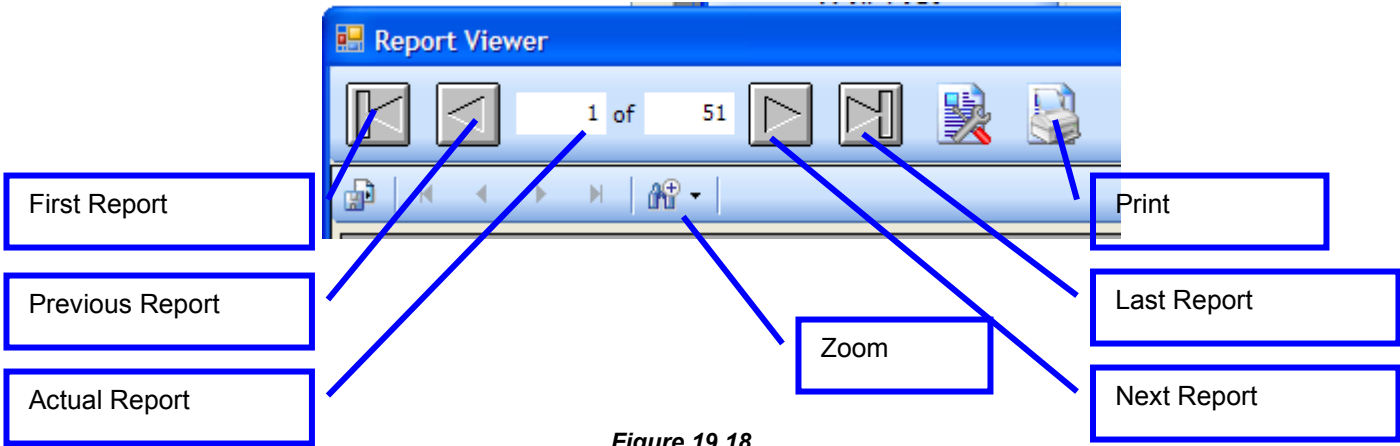 Report Viewer
1 of 51
First Report
Print
Previous Report
Last Report
Zoom
Actual Report
Next Report
Figure 19.18